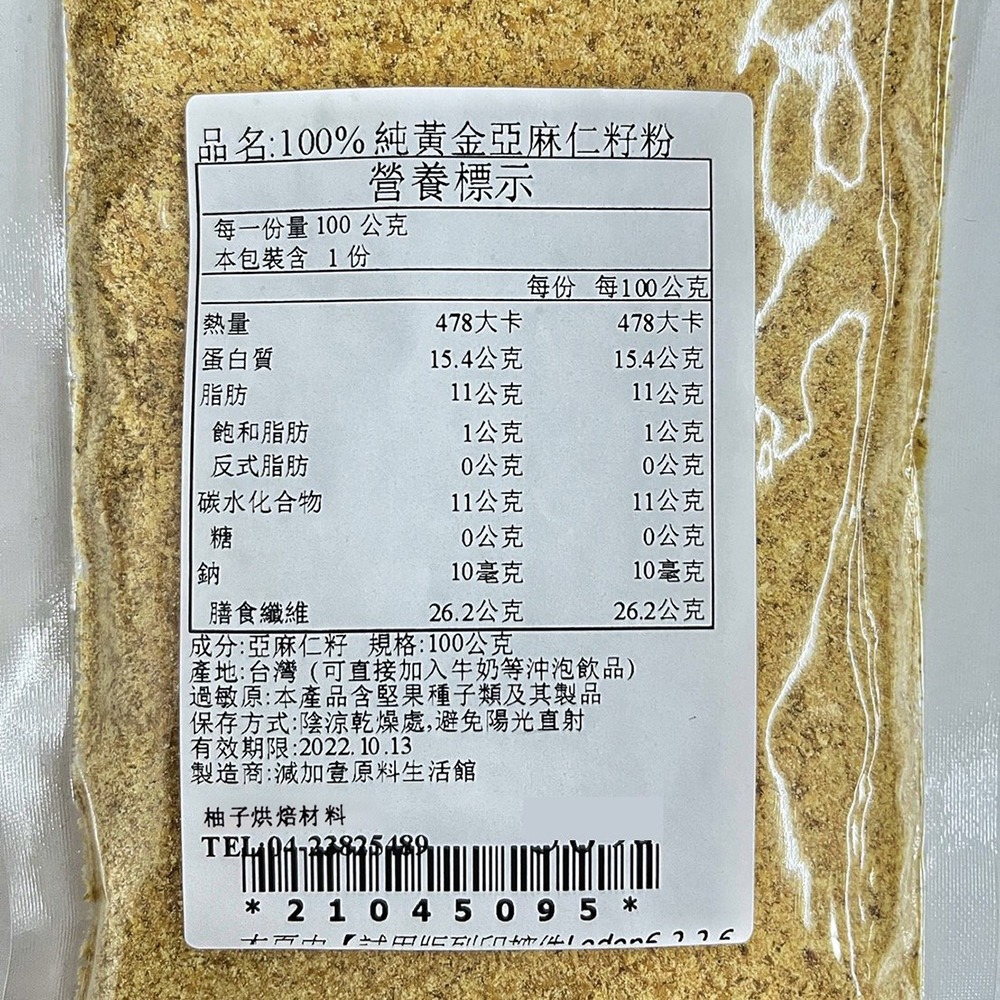 品名:100%純黃金亞麻仁籽粉
營養標示
每一份量 100 公克
本包裝含 1 份
每份 每100公克
熱量 478大卡 478大卡
蛋白質 15.4公克 15.4公克
脂肪 11公克 11公克
飽和脂肪 1公克 1公克
反式脂肪 0公克 0公克
碳水化合物 11公克 11公克
糖 0公克 0公克
鈉 10毫克 10毫克
膳食纖維 26.2公克 26.2公克
成分:亞麻仁籽 規格:100公克
產地:台灣 (可直接加入牛奶等沖泡飲品)
過敏原:本產品含堅果種子類及其製品
保存方式:陰涼乾燥處,避免陽光直射
有效期限:2022.10.13
製造商:減加壹原料生活館
柚子烘焙材料
TEL:04-23825489
*21045095*